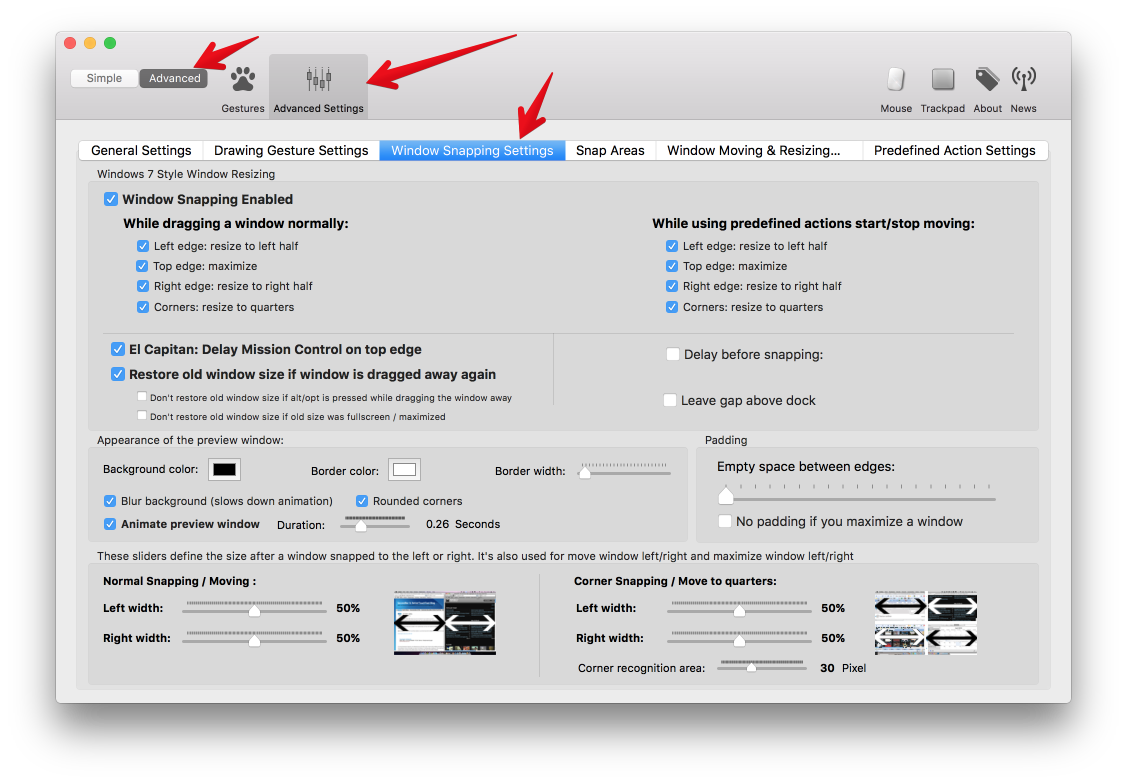 Simple Advanced
Gestures Advanced Settings Mouse Trackpad About News
General Settings Drawing Gesture Settings Window Snapping Settings Snap Areas Window Moving & Resizing... Predefined Action Settings
Windows 7 Style Window Resizing
Window Snapping Enabled
While dragging a window normally:
Left edge: resize to left half
Top edge: maximize
Right edge: resize to right half
Corners: resize to quarters
While using predefined actions start/stop moving:
Left edge: resize to left half
Top edge: maximize
Right edge: resize to right half
Corners: resize to quarters
El Capitan: Delay Mission Control on top edge
Restore old window size if window is dragged away again
Don't restore old window size if alt/opt is pressed while dragging the window away
Don't restore old window size if old size was fullscreen / maximized
Delay before snapping:
Leave gap above dock
Appearance of the preview window:
Background color: Border color: Border width:
Blur background (slows down animation) Rounded corners
Animate preview window Duration: 0.26 Seconds
Padding
Empty space between edges:
No padding if you maximize a window
These sliders define the size after a window snapped to the left or right. It's also used for move window left/right and maximize window left/right
Normal Snapping / Moving :
Left width: 50%
Right width: 50%
Corner Snapping / Move to quarters:
Left width: 50%
Right width: 50%
Corner recognition area: 30 Pixel